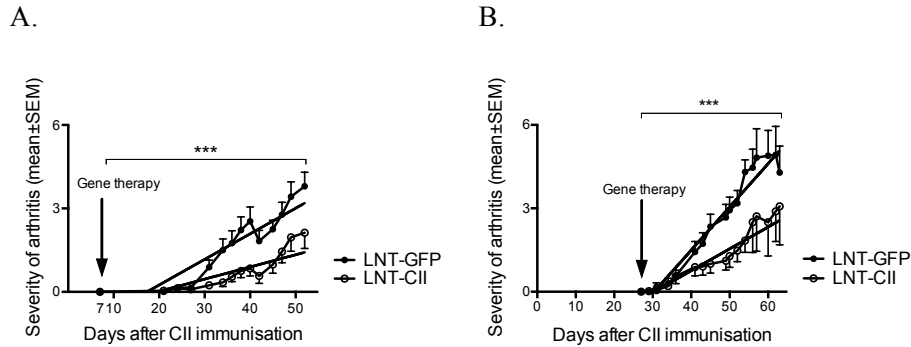 A.
B.
Severity of arthritis (mean±SEM)
6
3
0
***
Gene therapy
7 10 20 30 40 50
Days after CII immunisation
LNT-GFP
LNT-CII
Severity of arthritis (mean±SEM)
6
3
0
***
Gene therapy
0 10 20 30 40 50 60
Days after CII immunisation
LNT-GFP
LNT-CII